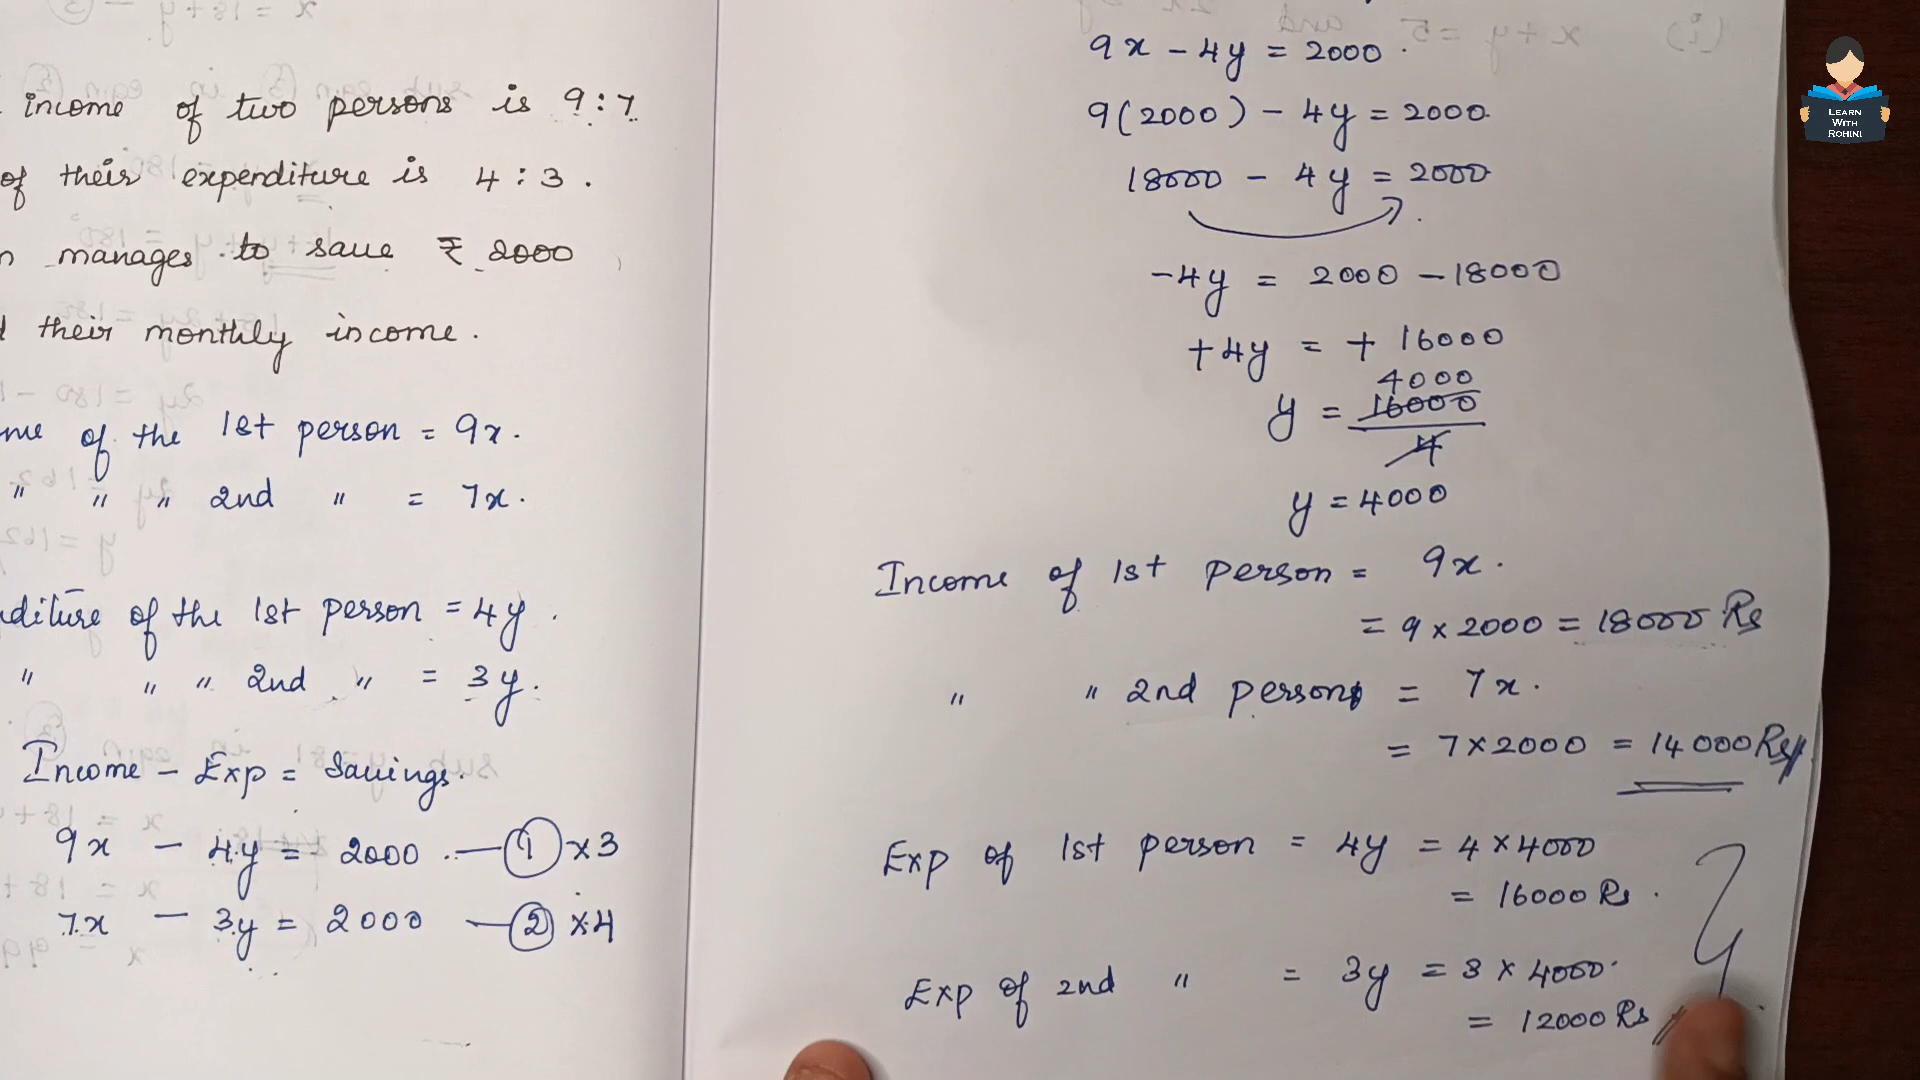 income of two persons is 9:7
of their expenditure is 4:3.
manages to save ₹ 2000
their monthly income.
of the 1st person = 9x.
" " " 2nd " = 7x.
of the 1st person = 4y.
" " " 2nd " = 3y.
Income - Exp = Savings.
9x - 4y = 2000 — ① ×3
7x - 3y = 2000 — ② ×4
9x - 4y = 2000.
9(2000) - 4y = 2000
18000 - 4y = 2000
-4y = 2000 - 18000
+4y = +16000
4000
y = 16000
4
y = 4000
Income of 1st person = 9x.
= 9 x 2000 = 18000 Rs
" " 2nd person = 7x.
= 7 x 2000 = 14000 Rs
Exp of 1st person = 4y = 4 x 4000
= 16000 Rs.
Exp of 2nd " = 3y = 3 x 4000.
= 12000 Rs
LEARN
WITH
ROHINI